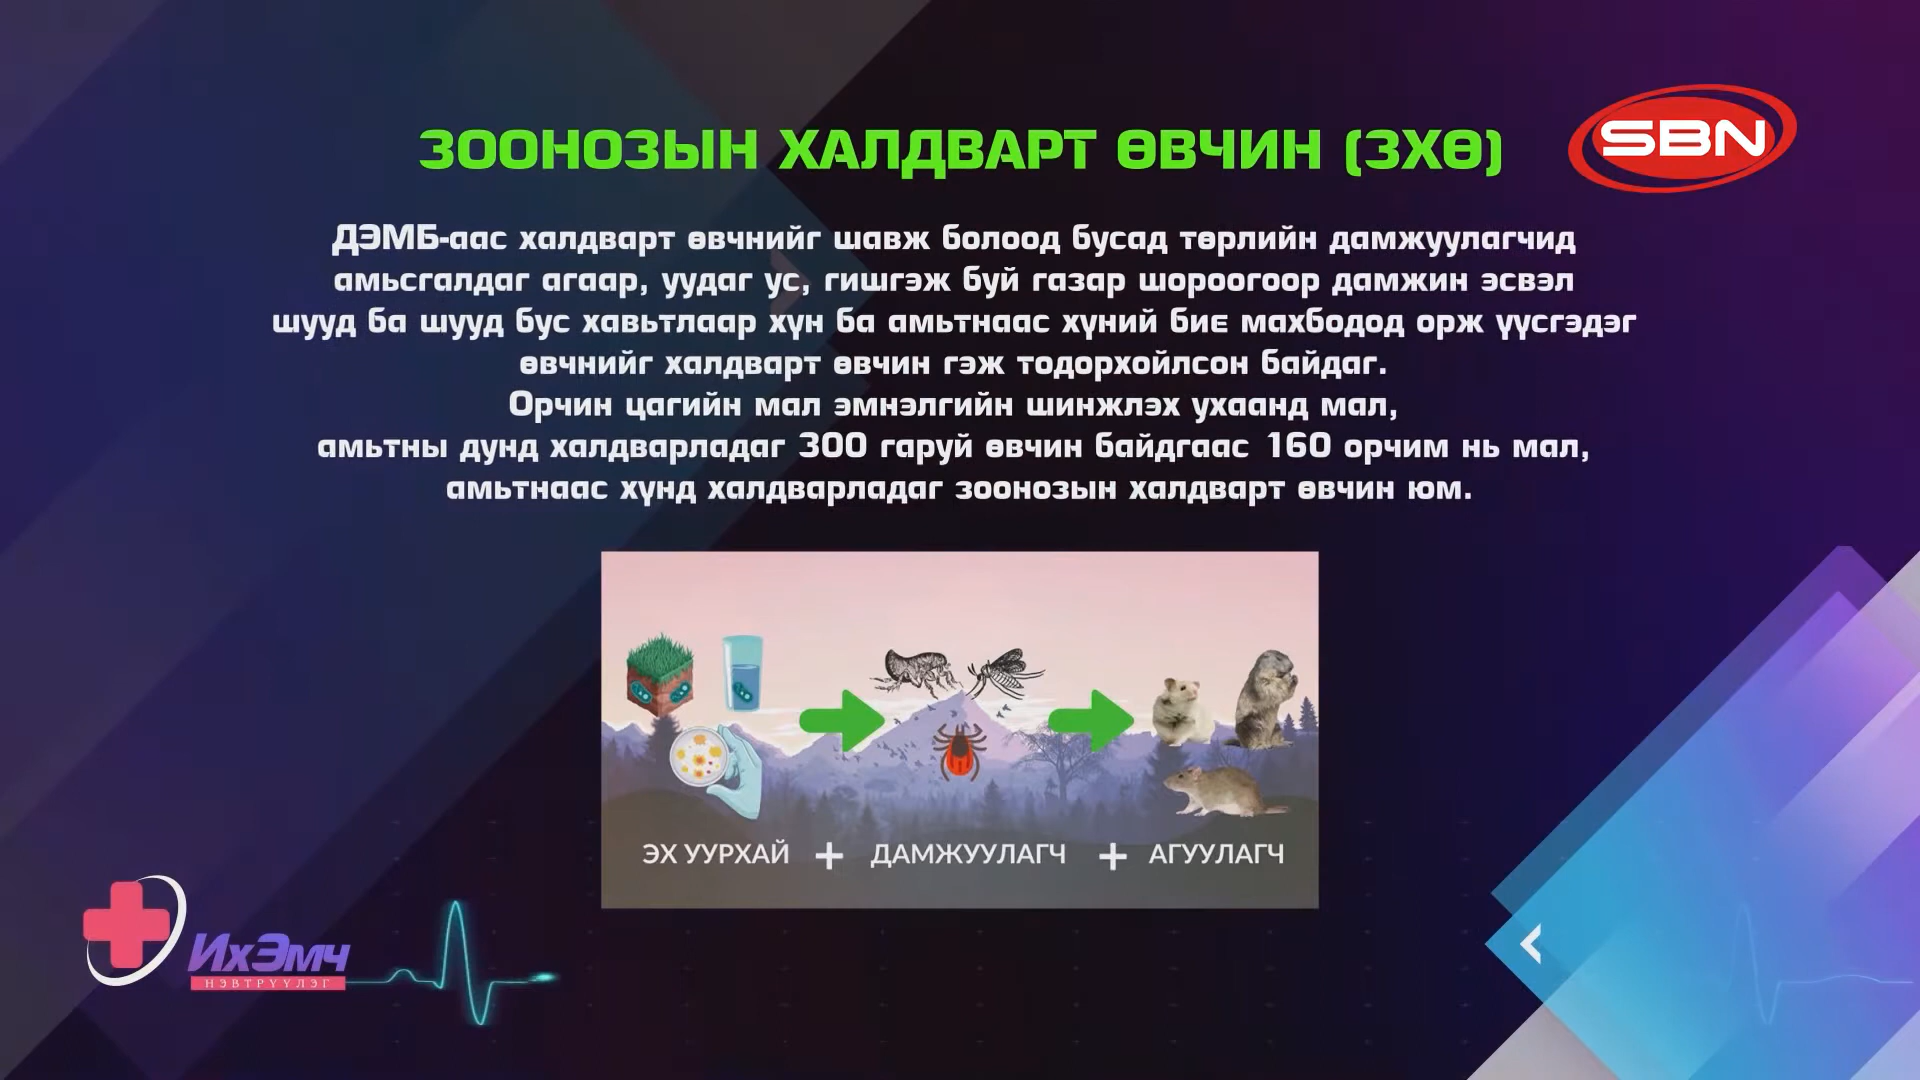 ЗООНОЗЫН ХАЛДВАРТ ӨВЧИН (ЗХӨ)
SBN
ДЭМБ-аас халдварт өвчнийг шавж болоод бусад төрлийн дамжуулагчид
амьсгалдаг агаар, уудаг ус, гишгэж буй газар шороогоор дамжин эсвэл
шууд ба шууд бус хавьтлаар хүн ба амьтнаас хүний бие махбодод орж үүсгэдэг
өвчнийг халдварт өвчин гэж тодорхойлсон байдаг.
Орчин цагийн мал эмнэлгийн шинжлэх ухаанд мал,
амьтны дунд халдварладаг 300 гаруй өвчин байдгаас 160 орчим нь мал,
амьтнаас хүнд халдварладаг зоонозын халдварт өвчин юм.
ЭХ УУРХАЙ + ДАМЖУУЛАГЧ + АГУУЛАГЧ
ИхЭмч
НЭВТРҮҮЛЭГ